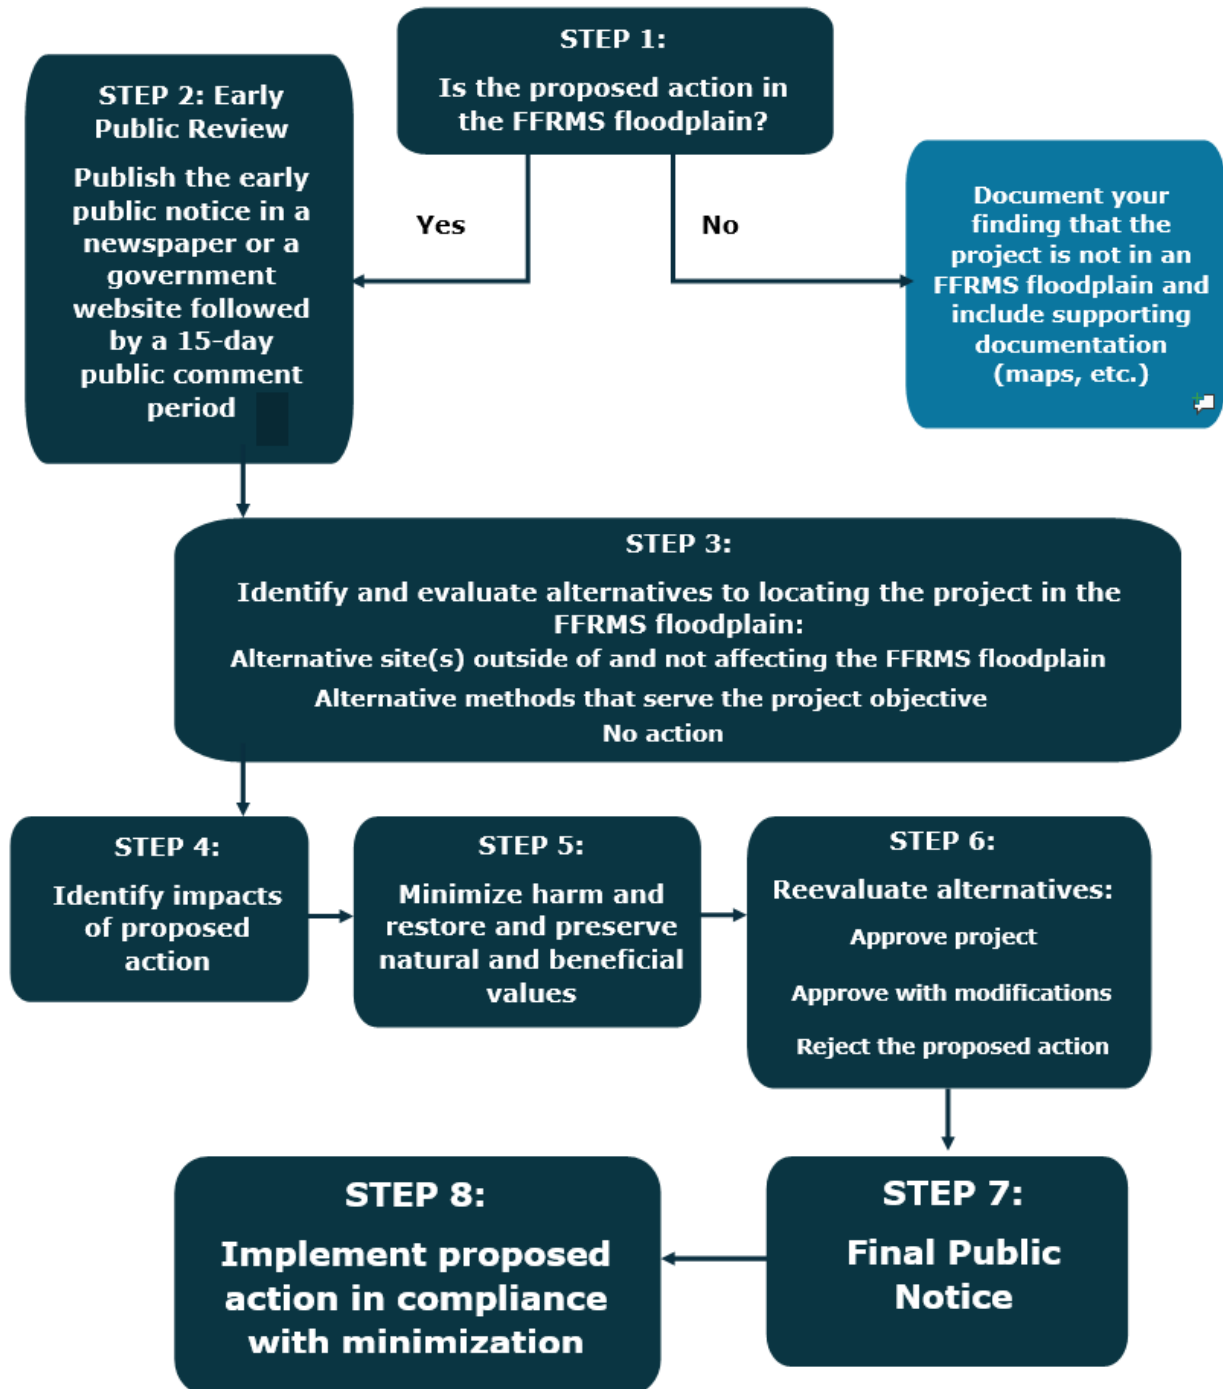 STEP 1:
Is the proposed action in
the FFRMS floodplain?
Yes
No
STEP 2: Early
Public Review
Publish the early
public notice in a
newspaper or a
government
website followed
by a 15-day
public comment
period
Document your
finding that the
project is not in an
FFRMS floodplain and
include supporting
documentation
(maps, etc.)
STEP 3:
Identify and evaluate alternatives to locating the project in the
FFRMS floodplain:
Alternative site(s) outside of and not affecting the FFRMS floodplain
Alternative methods that serve the project objective
No action
STEP 4:
Identify impacts
of proposed
action
STEP 5:
Minimize harm and
restore and preserve
natural and beneficial
values
STEP 6:
Reevaluate alternatives:
Approve project
Approve with modifications
Reject the proposed action
STEP 7:
Final Public
Notice
STEP 8:
Implement proposed
action in compliance
with minimization